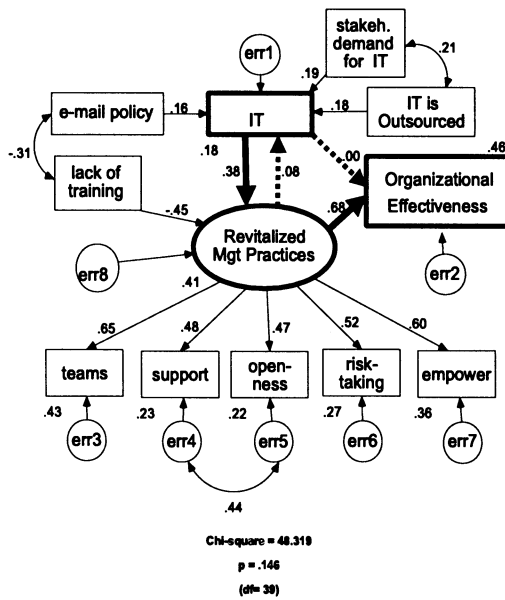 stakeh.
demand
for IT
.21
err1
.19
e-mail policy
.16
IT
.18
IT is
Outsourced
.18
.38
.08
.00
.46
-.31
lack of
training
-.45
Organizational
Effectiveness
.68
Revitalized
Mgt Practices
err8
.41
err2
.65
.48
.47
.52
.60
teams
support
open-
ness
risk-
taking
empower
.43
.23
.22
.27
.36
err3
err4
err5
err6
err7
.44
Chi-square = 48.319
p = .146
(df= 39)